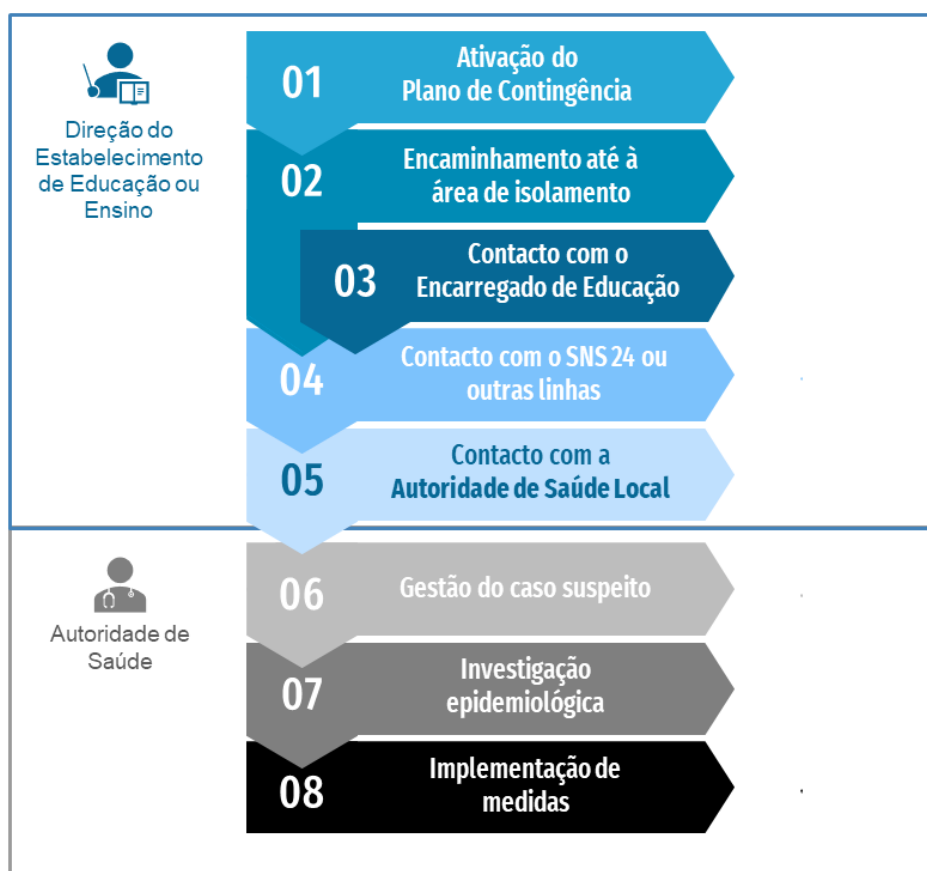 Direção do
Estabelecimento
de Educação ou
Ensino
01
Ativação do
Plano de Contingência
02
Encaminhamento até à
área de isolamento
03
Contacto com o
Encarregado de Educação
04
Contacto com o SNS 24 ou
outras linhas
05
Contacto com a
Autoridade de Saúde Local
Autoridade de
Saúde
06
Gestão do caso suspeito
07
Investigação
epidemiológica
08
Implementação de
medidas